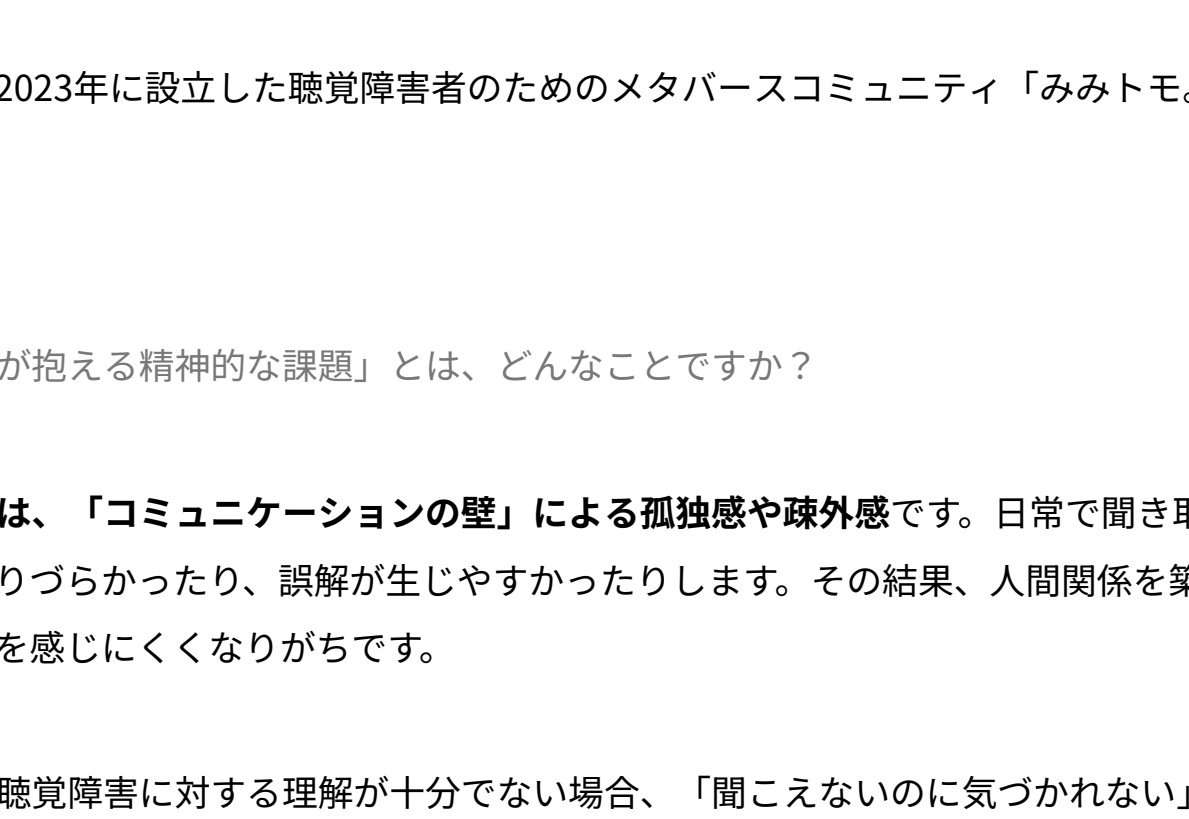 2023年に設立した聴覚障害者のためのメタバースコミュニティ「みみトモ。
が抱える精神的な課題」とは、どんなことですか？
は、「コミュニケーションの壁」による孤独感や疎外感です。日常で聞き取
りづらかったり、誤解が生じやすかったりします。その結果、人間関係を築
を感じにくくなりがちです。
聴覚障害に対する理解が十分でない場合、「聞こえないのに気づかれない」